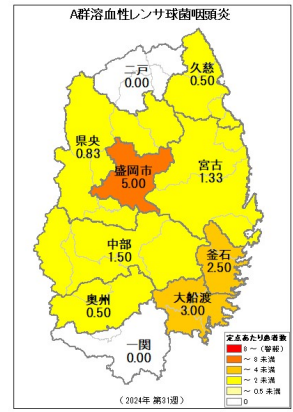 A群溶血性レンサ球菌咽頭炎
二戸
0.00
久慈
0.50
県央
0.83
盛岡市
5.00
宮古
1.33
中部
1.50
釜石
2.50
奥州
0.50
大船渡
3.00
一関
0.00
定点あたり患者数
8 ～ (警報)
～ 8 未満
～ 4 未満
～ 2 未満
～ 0.5 未満
0
(2024年 第31週)